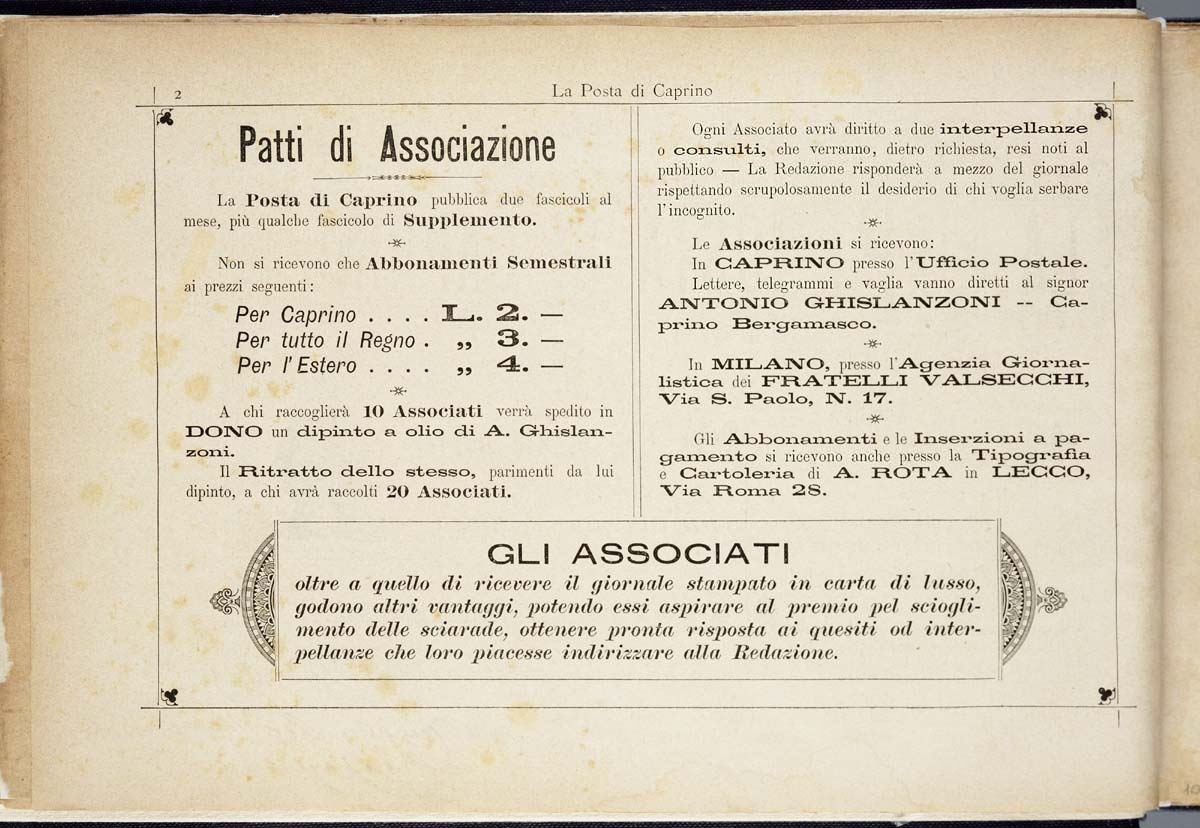 2
La Posta di Caprino
Patti di Associazione
La Posta di Caprino pubblica due fascicoli al
mese, più qualche fascicolo di Supplemento.
Non si ricevono che Abbonamenti Semestrali
ai prezzi seguenti:
Per Caprino . . . . L. 2. —
Per tutto il Regno . „ 3. —
Per l'Estero . . . . „ 4. —
A chi raccoglierà 10 Associati verrà spedito in
DONO un dipinto a olio di A. Ghislan-
zoni.
Il Ritratto dello stesso, parimenti da lui
dipinto, a chi avrà raccolti 20 Associati.
Ogni Associato avrà diritto a due interpellanze
o consulti, che verranno, dietro richiesta, resi noti al
pubblico — La Redazione risponderà a mezzo del giornale
rispettando scrupolosamente il desiderio di chi voglia serbare
l'incognito.
Le Associazioni si ricevono:
In CAPRINO presso l'Ufficio Postale.
Lettere, telegrammi e vaglia vanno diretti al signor
ANTONIO GHISLANZONI -- Ca-
prino Bergamasco.
In MILANO, presso l'Agenzia Giorna-
listica dei FRATELLI VALSECCHI,
Via S. Paolo, N. 17.
Gli Abbonamenti e le Inserzioni a pa-
gamento si ricevono anche presso la Tipografia
e Cartoleria di A. ROTA in LECCO,
Via Roma 28.
GLI ASSOCIATI
oltre a quello di ricevere il giornale stampato in carta di lusso,
godono altri vantaggi, potendo essi aspirare al premio pel sciogli-
mento delle sciarade, ottenere pronta risposta ai quesiti od inter-
pellanze che loro piacesse indirizzare alla Redazione.